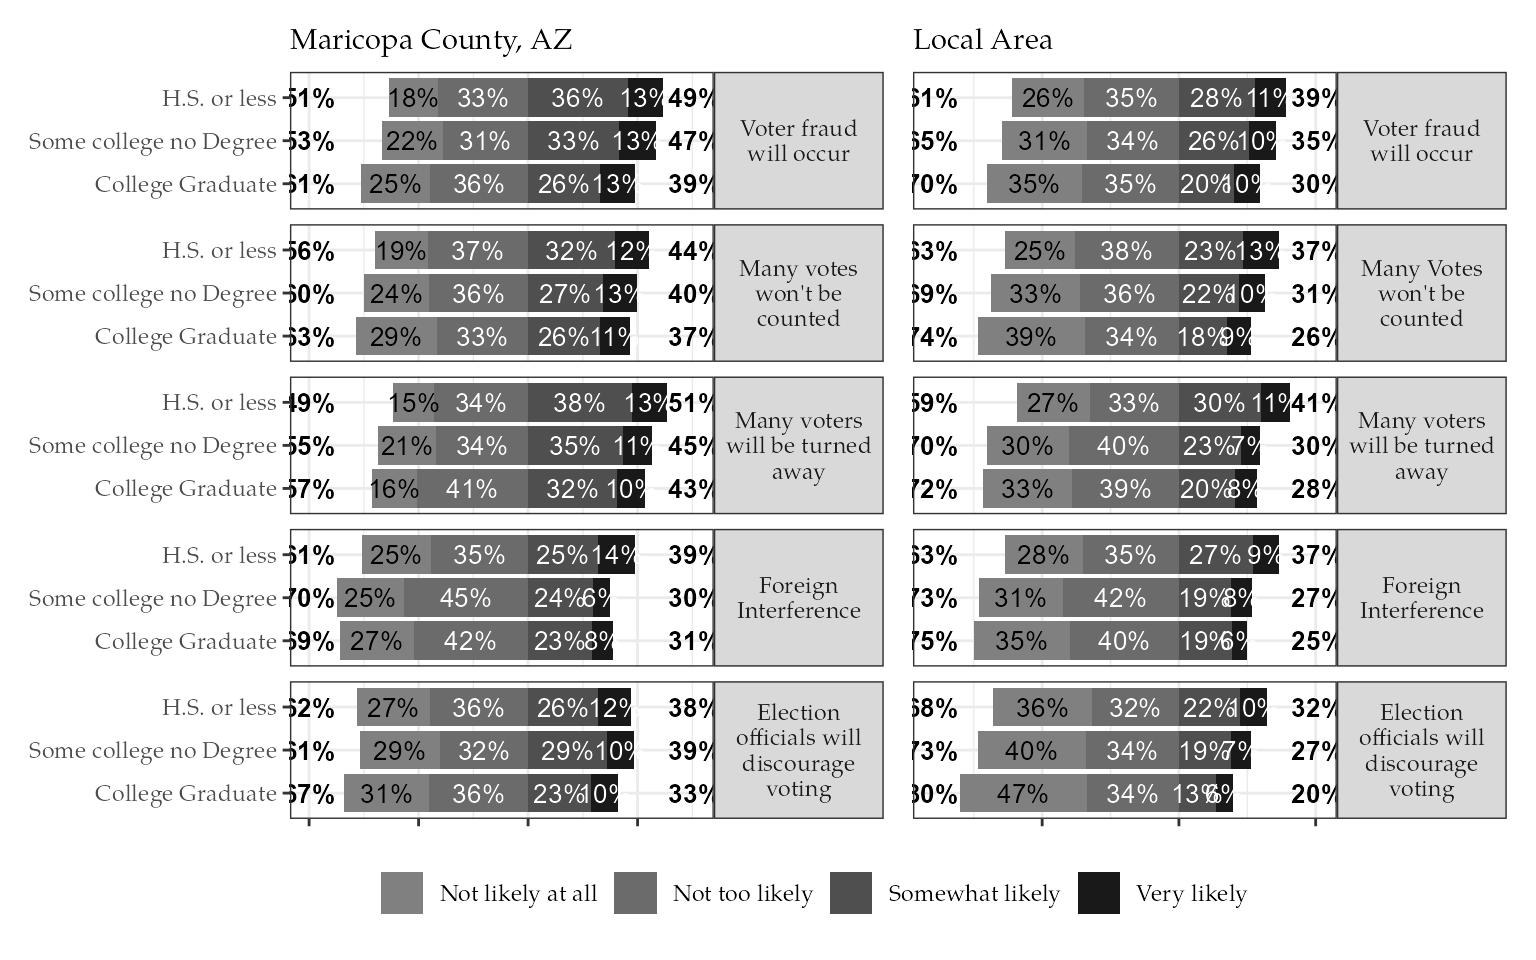 Maricopa County, AZ
Local Area
H.S. or less 51% 18% 33% 36% 13% 49% 61% 26% 35% 28% 11% 39%
Some college no Degree 53% 22% 31% 33% 13% 47% 65% 31% 34% 26% 10% 35%
College Graduate 61% 25% 36% 26% 13% 39% 70% 35% 35% 20% 10% 30%
Voter fraud
will occur
Voter fraud
will occur
H.S. or less 56% 19% 37% 32% 12% 44% 63% 25% 38% 23% 13% 37%
Some college no Degree 60% 24% 36% 27% 13% 40% 69% 33% 36% 22% 10% 31%
College Graduate 63% 29% 33% 26% 11% 37% 74% 39% 34% 18% 9% 26%
Many votes
won't be
counted
Many Votes
won't be
counted
H.S. or less 49% 15% 34% 38% 13% 51% 59% 27% 33% 30% 11% 41%
Some college no Degree 55% 21% 34% 35% 11% 45% 70% 30% 40% 23% 7% 30%
College Graduate 57% 16% 41% 32% 10% 43% 72% 33% 39% 20% 8% 28%
Many voters
will be turned
away
Many voters
will be turned
away
H.S. or less 61% 25% 35% 25% 14% 39% 63% 28% 35% 27% 9% 37%
Some college no Degree 70% 25% 45% 24% 6% 30% 73% 31% 42% 19% 8% 27%
College Graduate 69% 27% 42% 23% 8% 31% 75% 35% 40% 19% 6% 25%
Foreign
Interference
Foreign
Interference
H.S. or less 62% 27% 36% 26% 12% 38% 68% 36% 32% 22% 10% 32%
Some college no Degree 61% 29% 32% 29% 10% 39% 73% 40% 34% 19% 7% 27%
College Graduate 67% 31% 36% 23% 10% 33% 80% 47% 34% 13% 6% 20%
Election
officials will
discourage
voting
Election
officials will
discourage
voting
Not likely at all Not too likely Somewhat likely Very likely